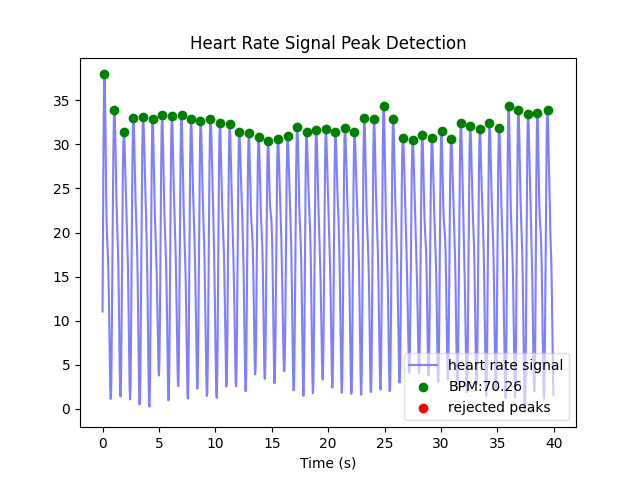 Heart Rate Signal Peak Detection
35
30
25
20
15
10
5
0
heart rate signal
BPM:70.26
rejected peaks
0 5 10 15 20 25 30 35 40
Time (s)